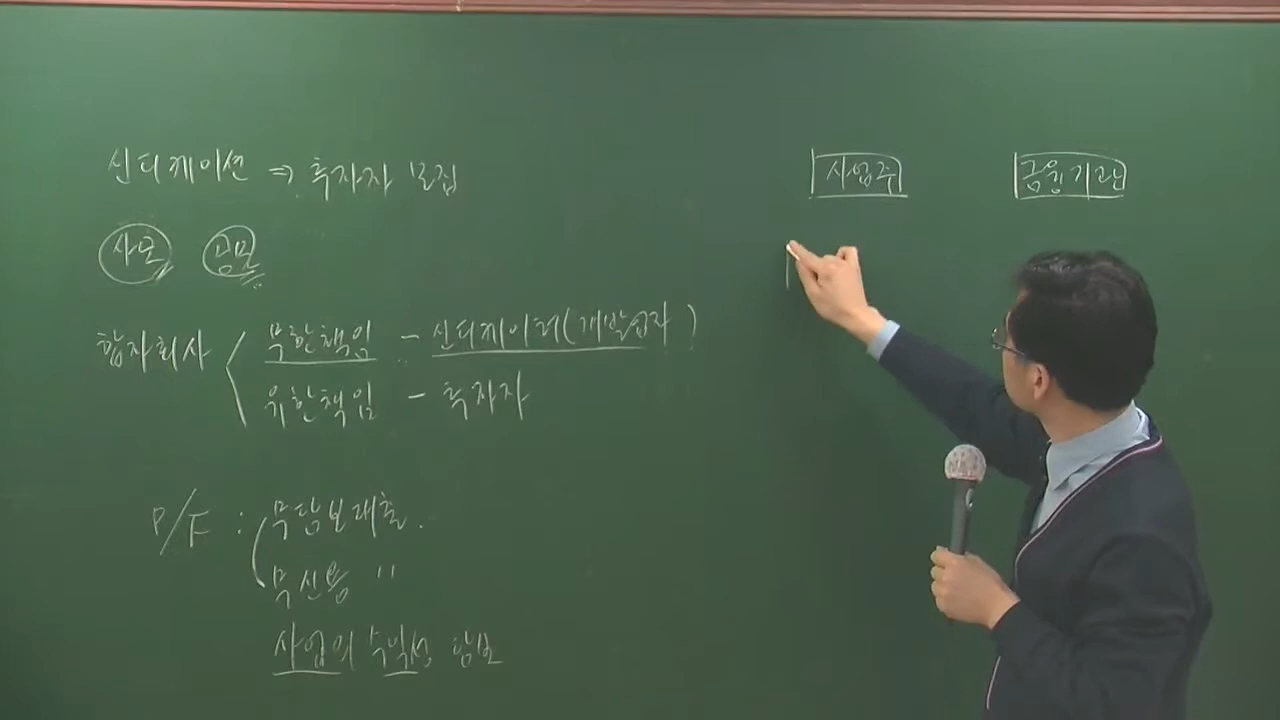 신디케이션 ⇒ 투자자 모집
사모 공모
합자회사 무한책임 - 신디케이터(개발업자)
유한책임 - 투자자
P/F : 무담보대출.
무신용 〃
사업의 수익성 담보
사업주
금융기관